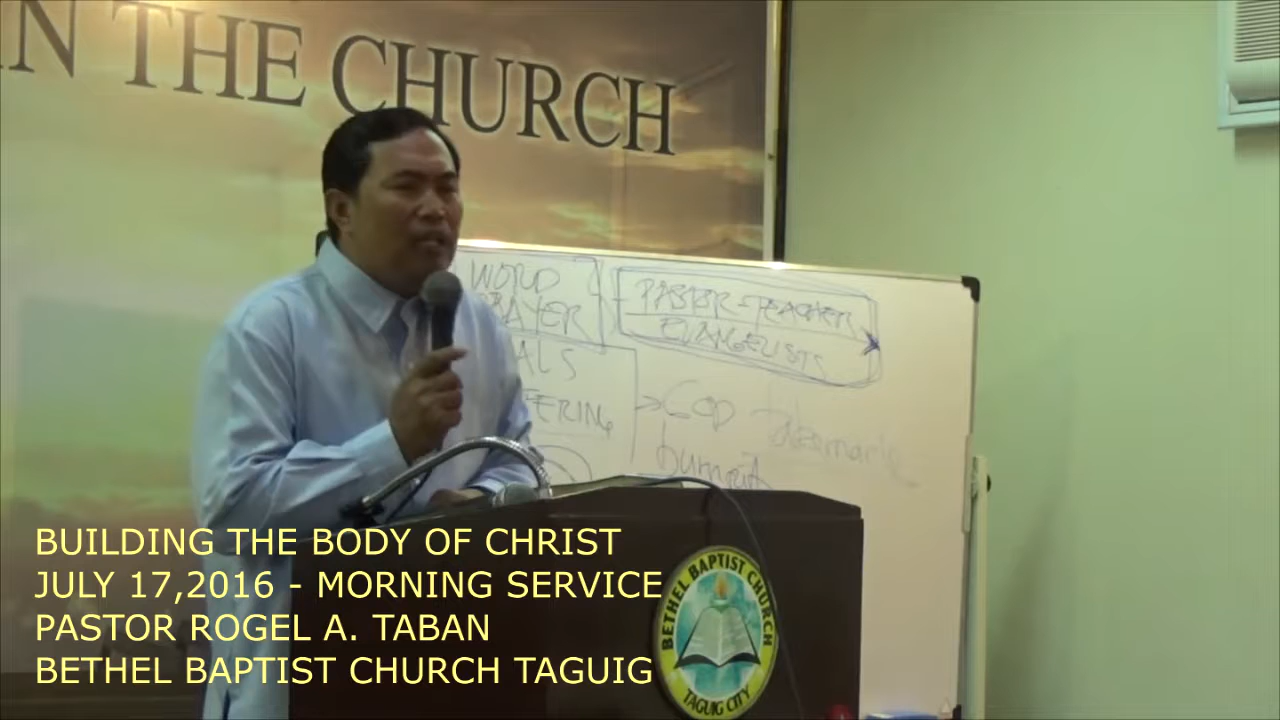 IN THE CHURCH
WORD
PRAYER
PASTOR-TEACHER
EVANGELISTS
GOD
BUILDING THE BODY OF CHRIST
JULY 17,2016 - MORNING SERVICE
PASTOR ROGEL A. TABAN
BETHEL BAPTIST CHURCH TAGUIG
BETHEL BAPTIST CHURCH
TAGUIG CITY